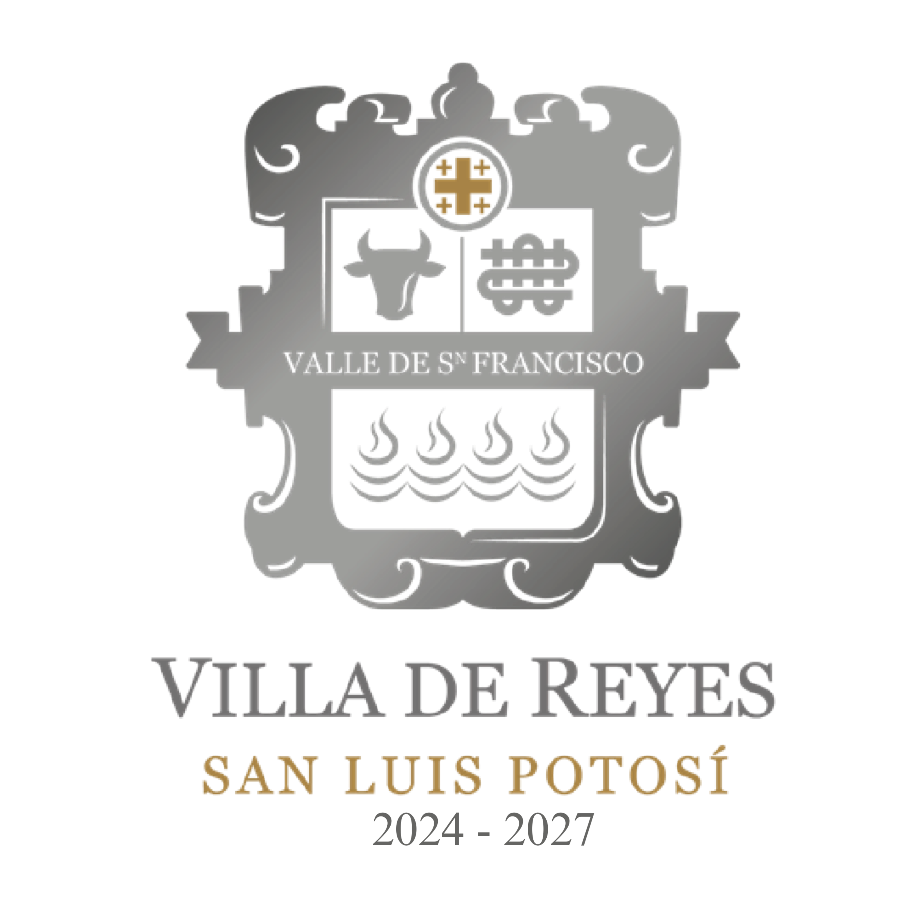 VALLE DE Sᴺ FRANCISCO
VILLA DE REYES
SAN LUIS POTOSÍ
2024 - 2027